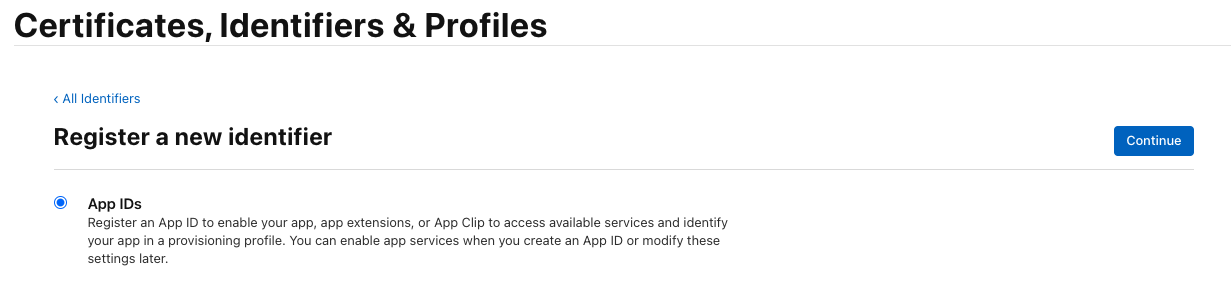 Certificates, Identifiers & Profiles
‹ All Identifiers
Register a new identifier
Continue
App IDs
Register an App ID to enable your app, app extensions, or App Clip to access available services and identify
your app in a provisioning profile. You can enable app services when you create an App ID or modify these
settings later.